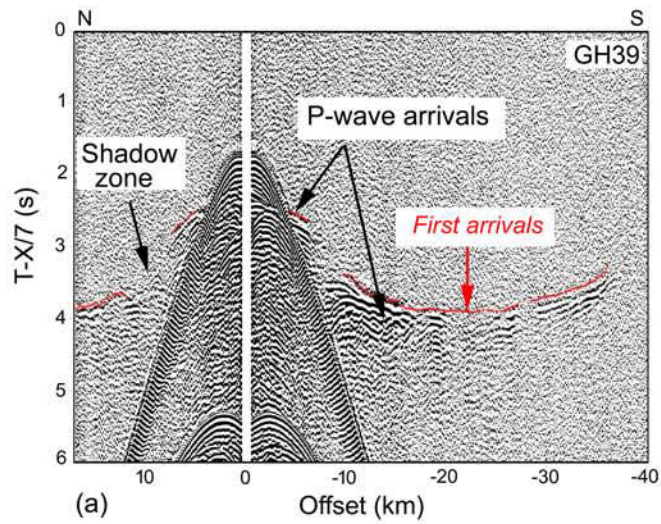 N
S
0
GH39
1
P-wave arrivals
2
Shadow
zone
First arrivals
3
4
5
6
T-X/7 (s)
(a)
10
0
-10
-20
-30
-40
Offset (km)